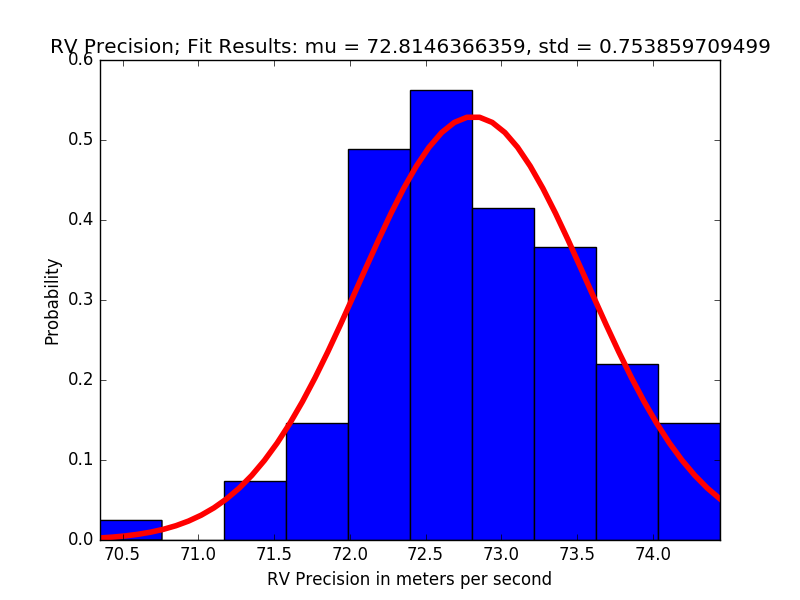 RV Precision; Fit Results: mu = 72.8146366359, std = 0.753859709499
0.6
0.5
0.4
0.3
0.2
0.1
0.0
Probability
70.5 71.0 71.5 72.0 72.5 73.0 73.5 74.0
RV Precision in meters per second